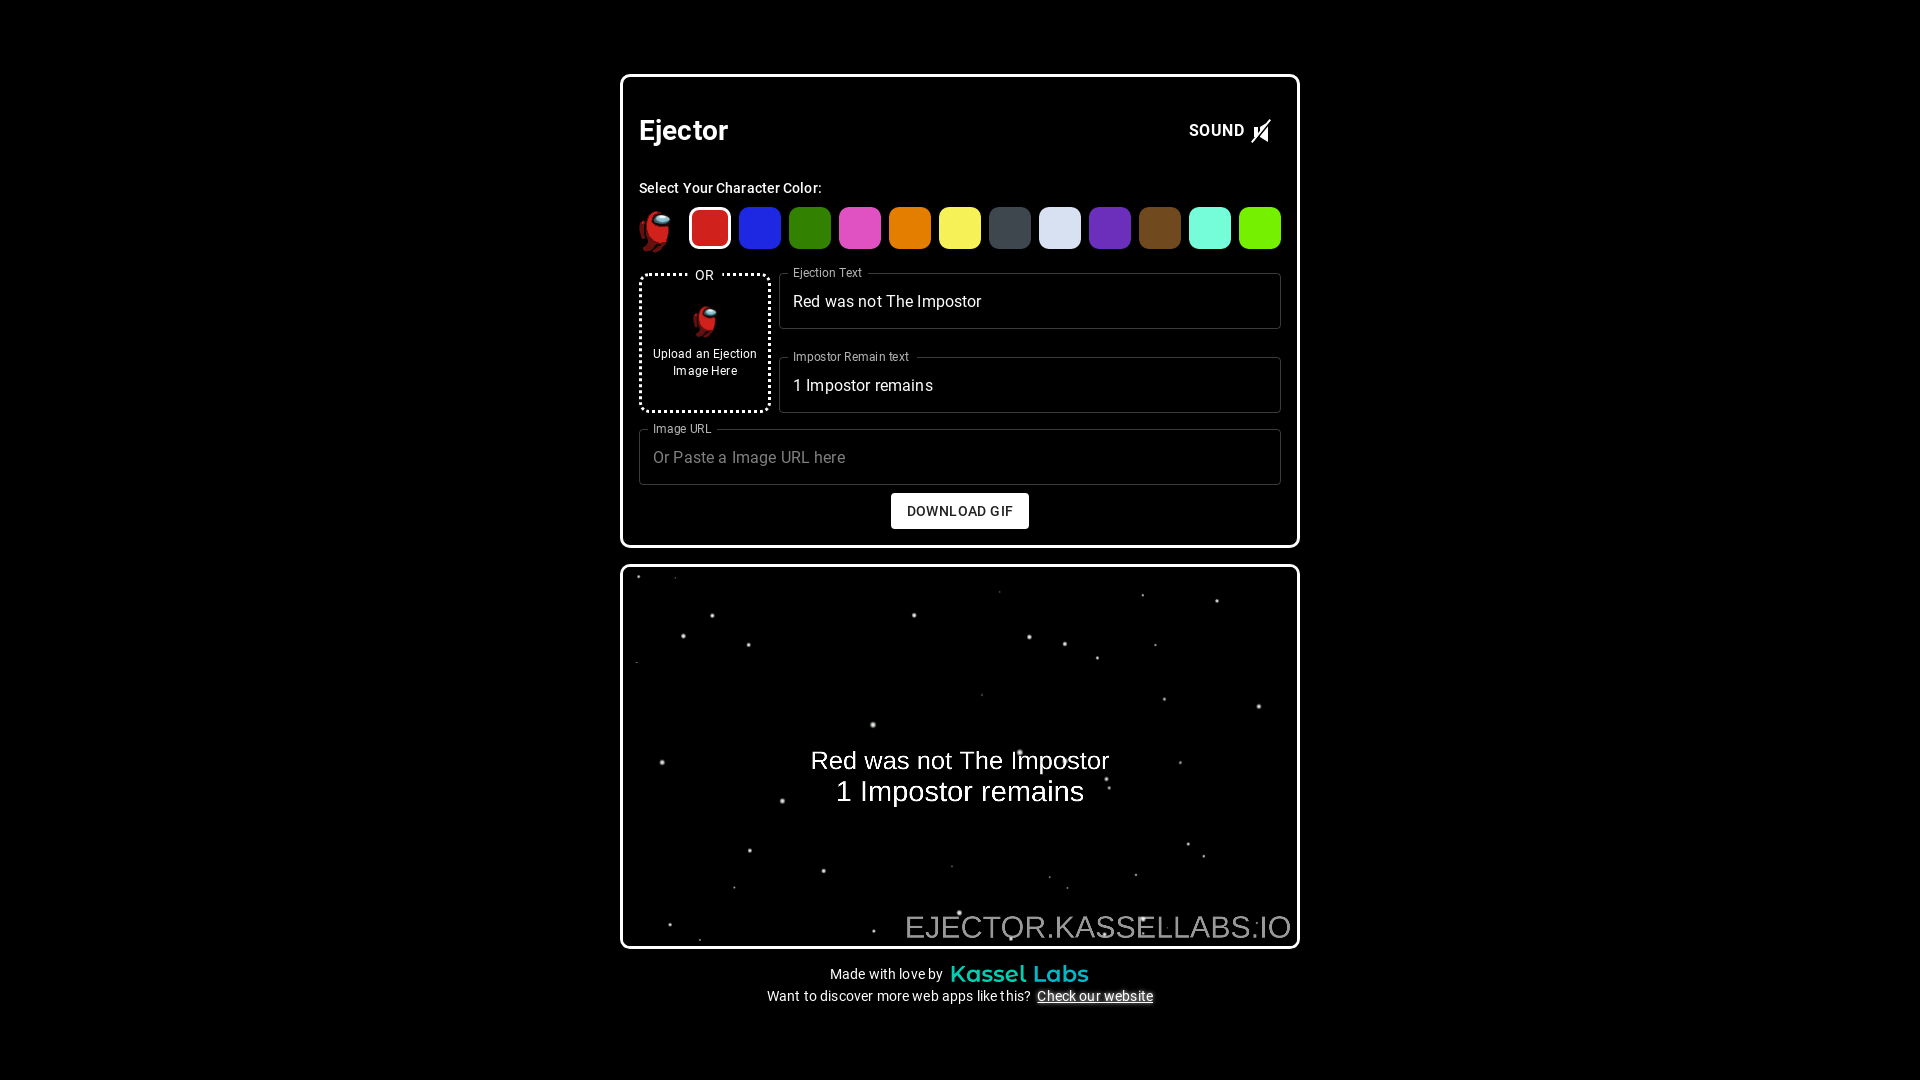 Ejector
SOUND
Select Your Character Color:
OR
Upload an Ejection
Image Here
Ejection Text
Red was not The Impostor
Impostor Remain text
1 Impostor remains
Image URL
Or Paste a Image URL here
DOWNLOAD GIF
Red was not The Impostor
1 Impostor remains
EJECTOR.KASSELLABS.IO
Made with love by Kassel Labs
Want to discover more web apps like this? Check our website